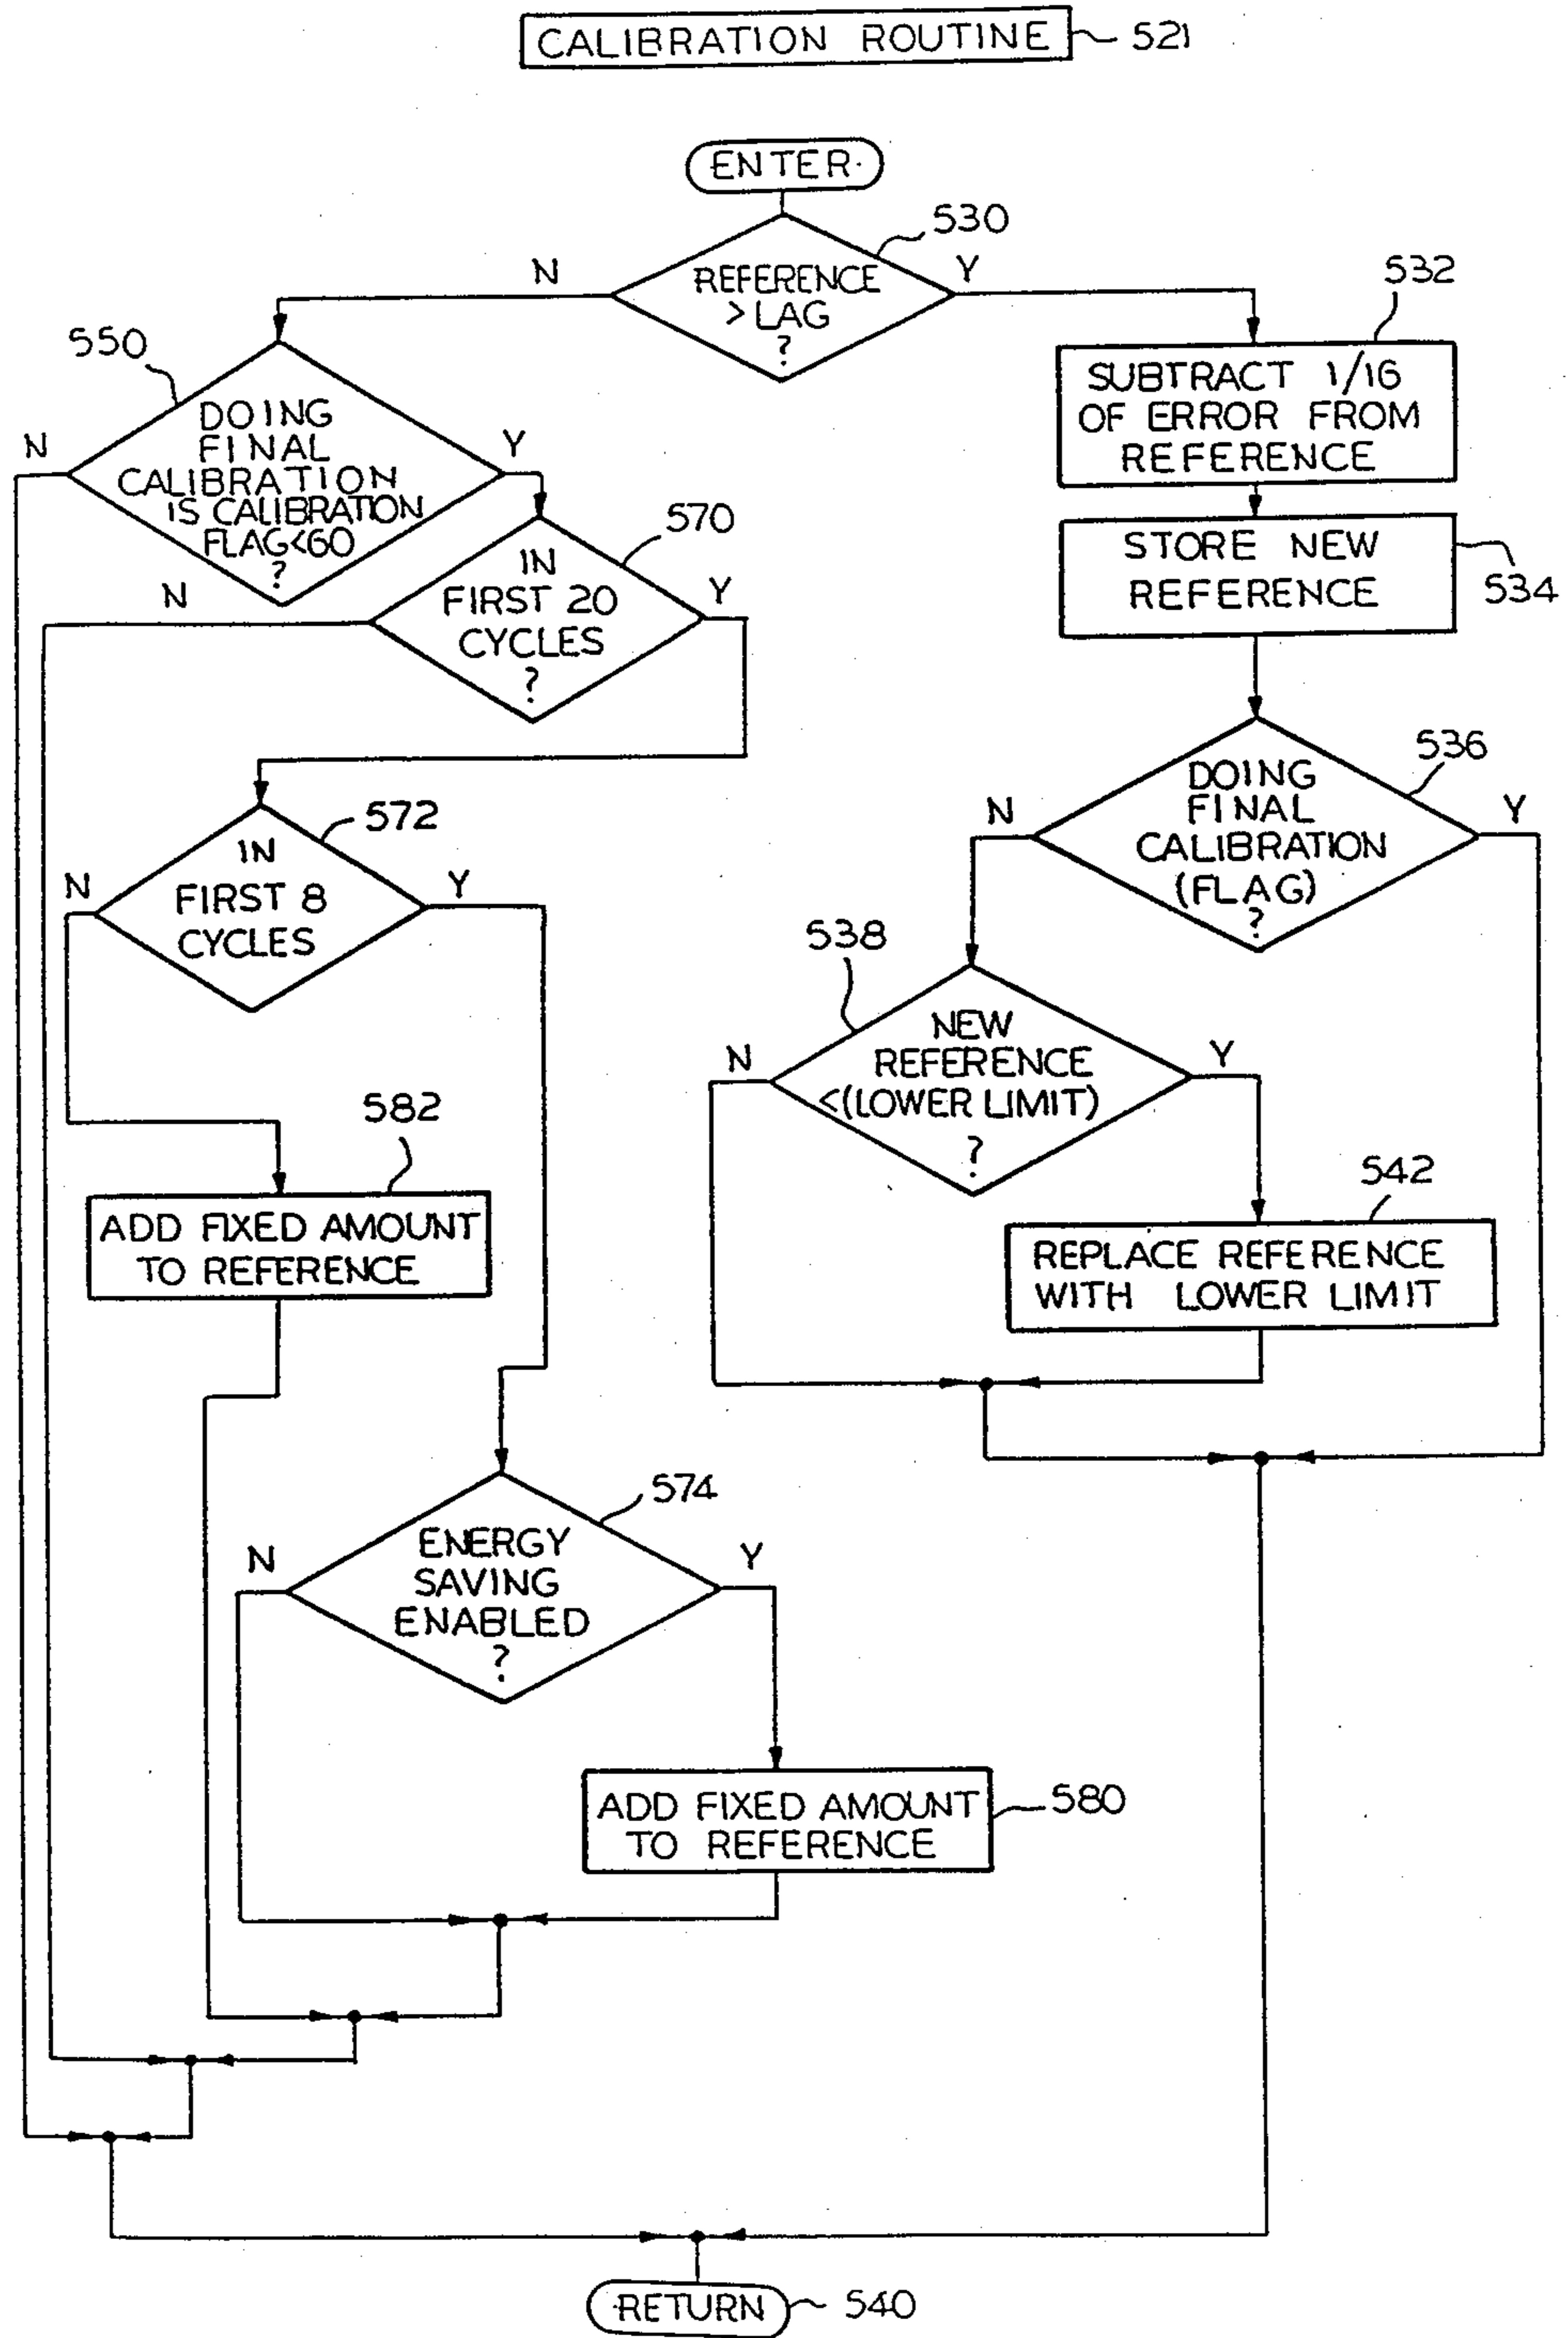 CALIBRATION ROUTINE 521
ENTER
530
REFERENCE
> LAG
?
N
Y
532
SUBTRACT 1/16
OF ERROR FROM
REFERENCE
STORE NEW
REFERENCE
534
550
DOING
FINAL
CALIBRATION
IS CALIBRATION
FLAG<60
?
N
Y
570
IN
FIRST 20
CYCLES
?
N
Y
536
DOING
FINAL
CALIBRATION
(FLAG)
?
N
Y
572
IN
FIRST 8
CYCLES
N
Y
538
NEW
REFERENCE
<(LOWER LIMIT)
?
N
Y
582
ADD FIXED AMOUNT
TO REFERENCE
542
REPLACE REFERENCE
WITH LOWER LIMIT
574
ENERGY
SAVING
ENABLED
?
N
Y
ADD FIXED AMOUNT
TO REFERENCE
580
RETURN 540